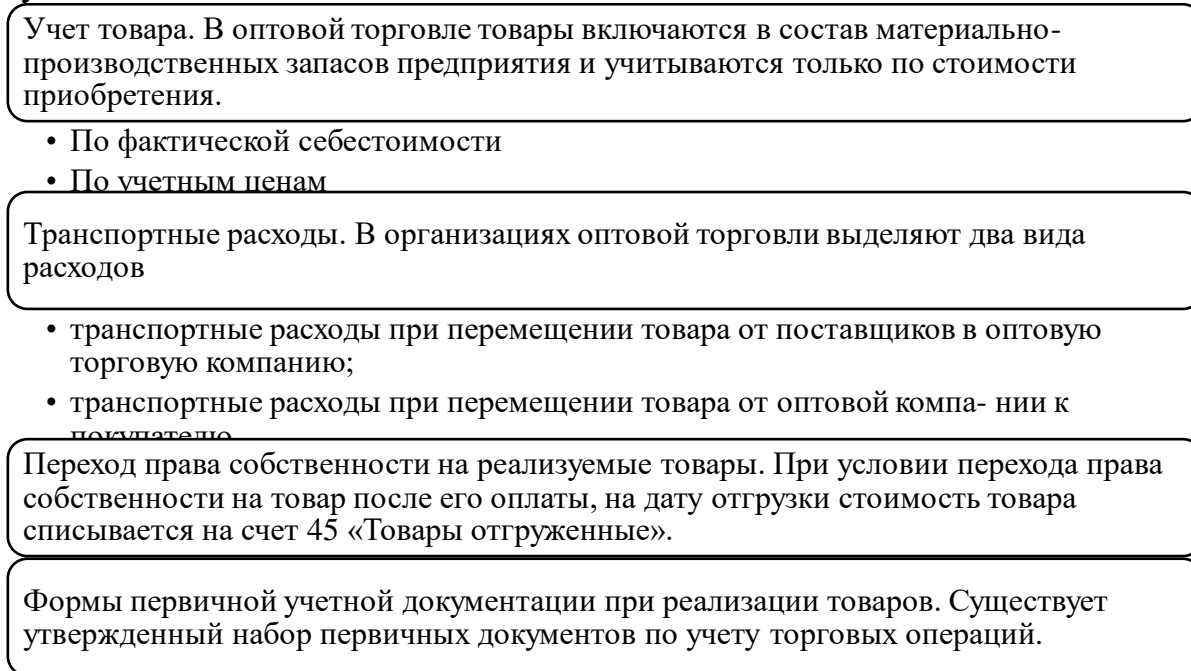 Учет товара. В оптовой торговле товары включаются в состав материально-
производственных запасов предприятия и учитываются только по стоимости
приобретения.
• По фактической себестоимости
• По учетным ценам
Транспортные расходы. В организациях оптовой торговли выделяют два вида
расходов
• транспортные расходы при перемещении товара от поставщиков в оптовую
торговую компанию;
• транспортные расходы при перемещении товара от оптовой компа- нии к
покупателю
Переход права собственности на реализуемые товары. При условии перехода права
собственности на товар после его оплаты, на дату отгрузки стоимость товара
списывается на счет 45 «Товары отгруженные».
Формы первичной учетной документации при реализации товаров. Существует
утвержденный набор первичных документов по учету торговых операций.